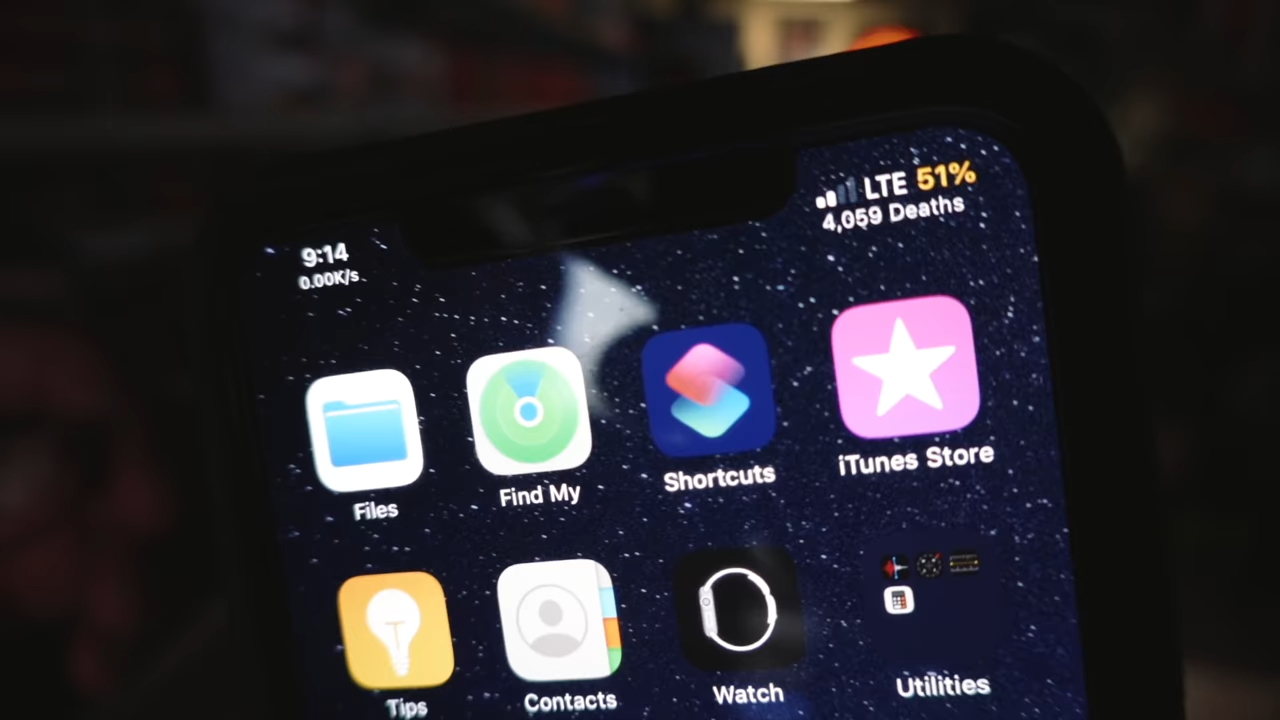 LTE 51%
4,059 Deaths
9:14
0.00K/s
Files
Find My
Shortcuts
iTunes Store
Tips
Contacts
Watch
Utilities